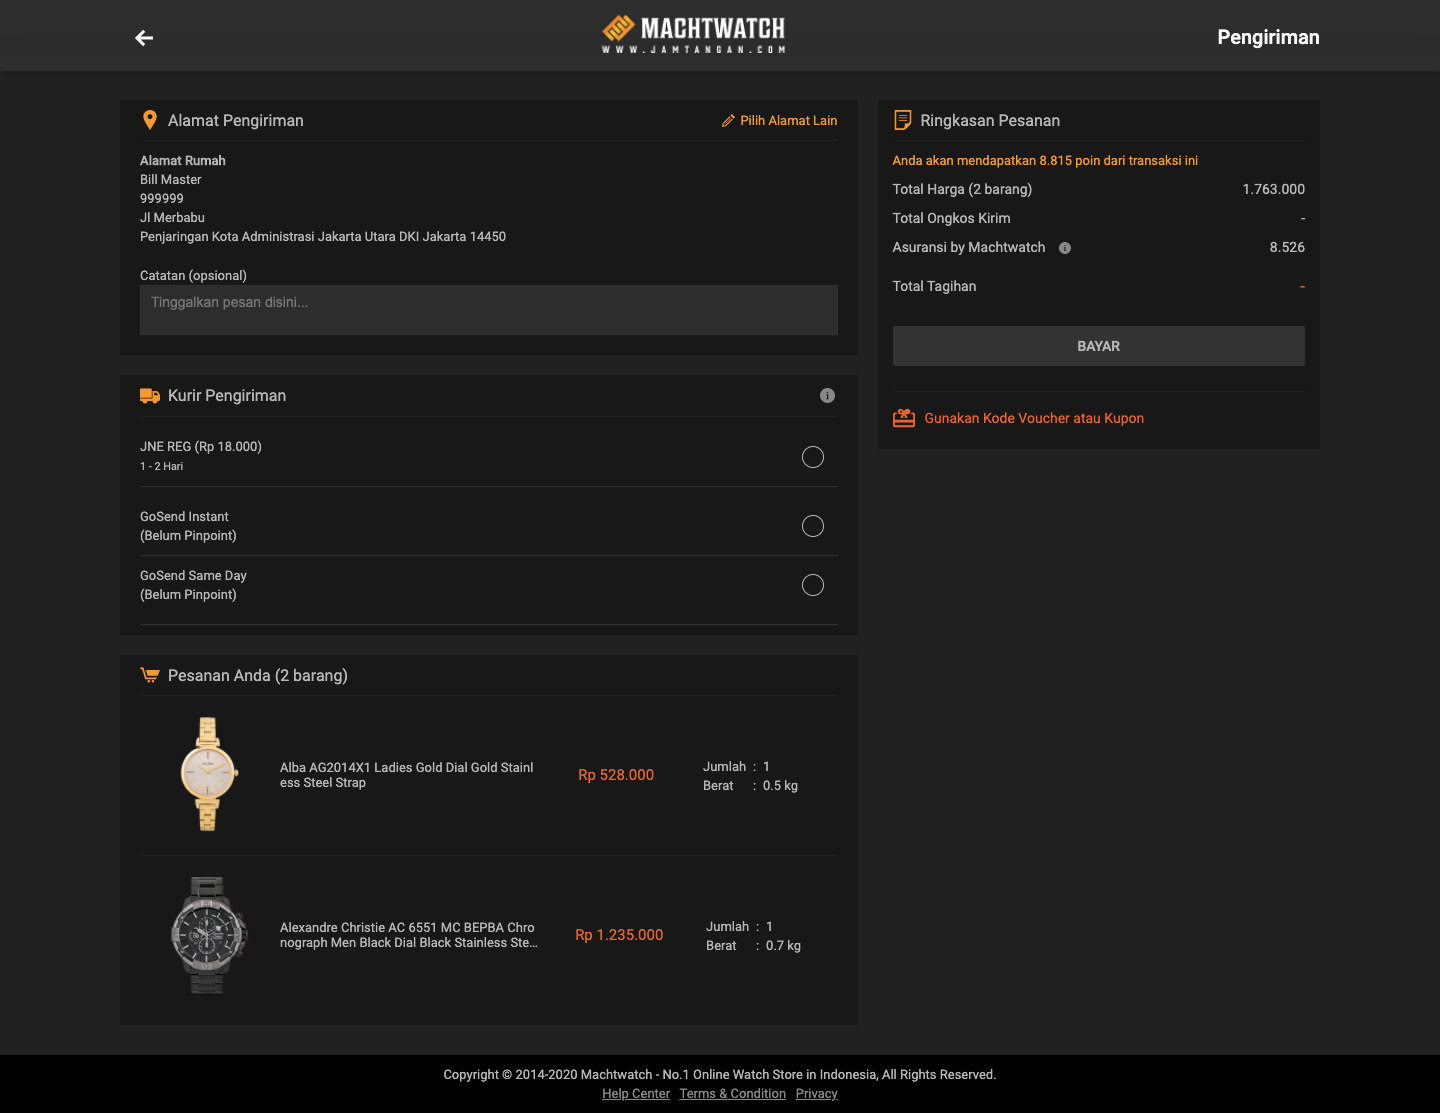 MACHTWATCH
WWW.JAMTANGAN.COM
Pengiriman
Alamat Pengiriman
Pilih Alamat Lain
Alamat Rumah
Bill Master
999999
Jl Merbabu
Penjaringan Kota Administrasi Jakarta Utara DKI Jakarta 14450
Catatan (opsional)
Tinggalkan pesan disini...
Kurir Pengiriman
JNE REG (Rp 18.000)
1 - 2 Hari
GoSend Instant
(Belum Pinpoint)
GoSend Same Day
(Belum Pinpoint)
Pesanan Anda (2 barang)
Alba AG2014X1 Ladies Gold Dial Gold Stainl
ess Steel Strap
Rp 528.000
Jumlah : 1
Berat : 0.5 kg
Alexandre Christie AC 6551 MC BEPBA Chro
nograph Men Black Dial Black Stainless Ste...
Rp 1.235.000
Jumlah : 1
Berat : 0.7 kg
Ringkasan Pesanan
Anda akan mendapatkan 8.815 poin dari transaksi ini
Total Harga (2 barang) 1.763.000
Total Ongkos Kirim -
Asuransi by Machtwatch 8.526
Total Tagihan -
BAYAR
Gunakan Kode Voucher atau Kupon
Copyright © 2014-2020 Machtwatch - No.1 Online Watch Store in Indonesia, All Rights Reserved.
Help Center Terms & Condition Privacy